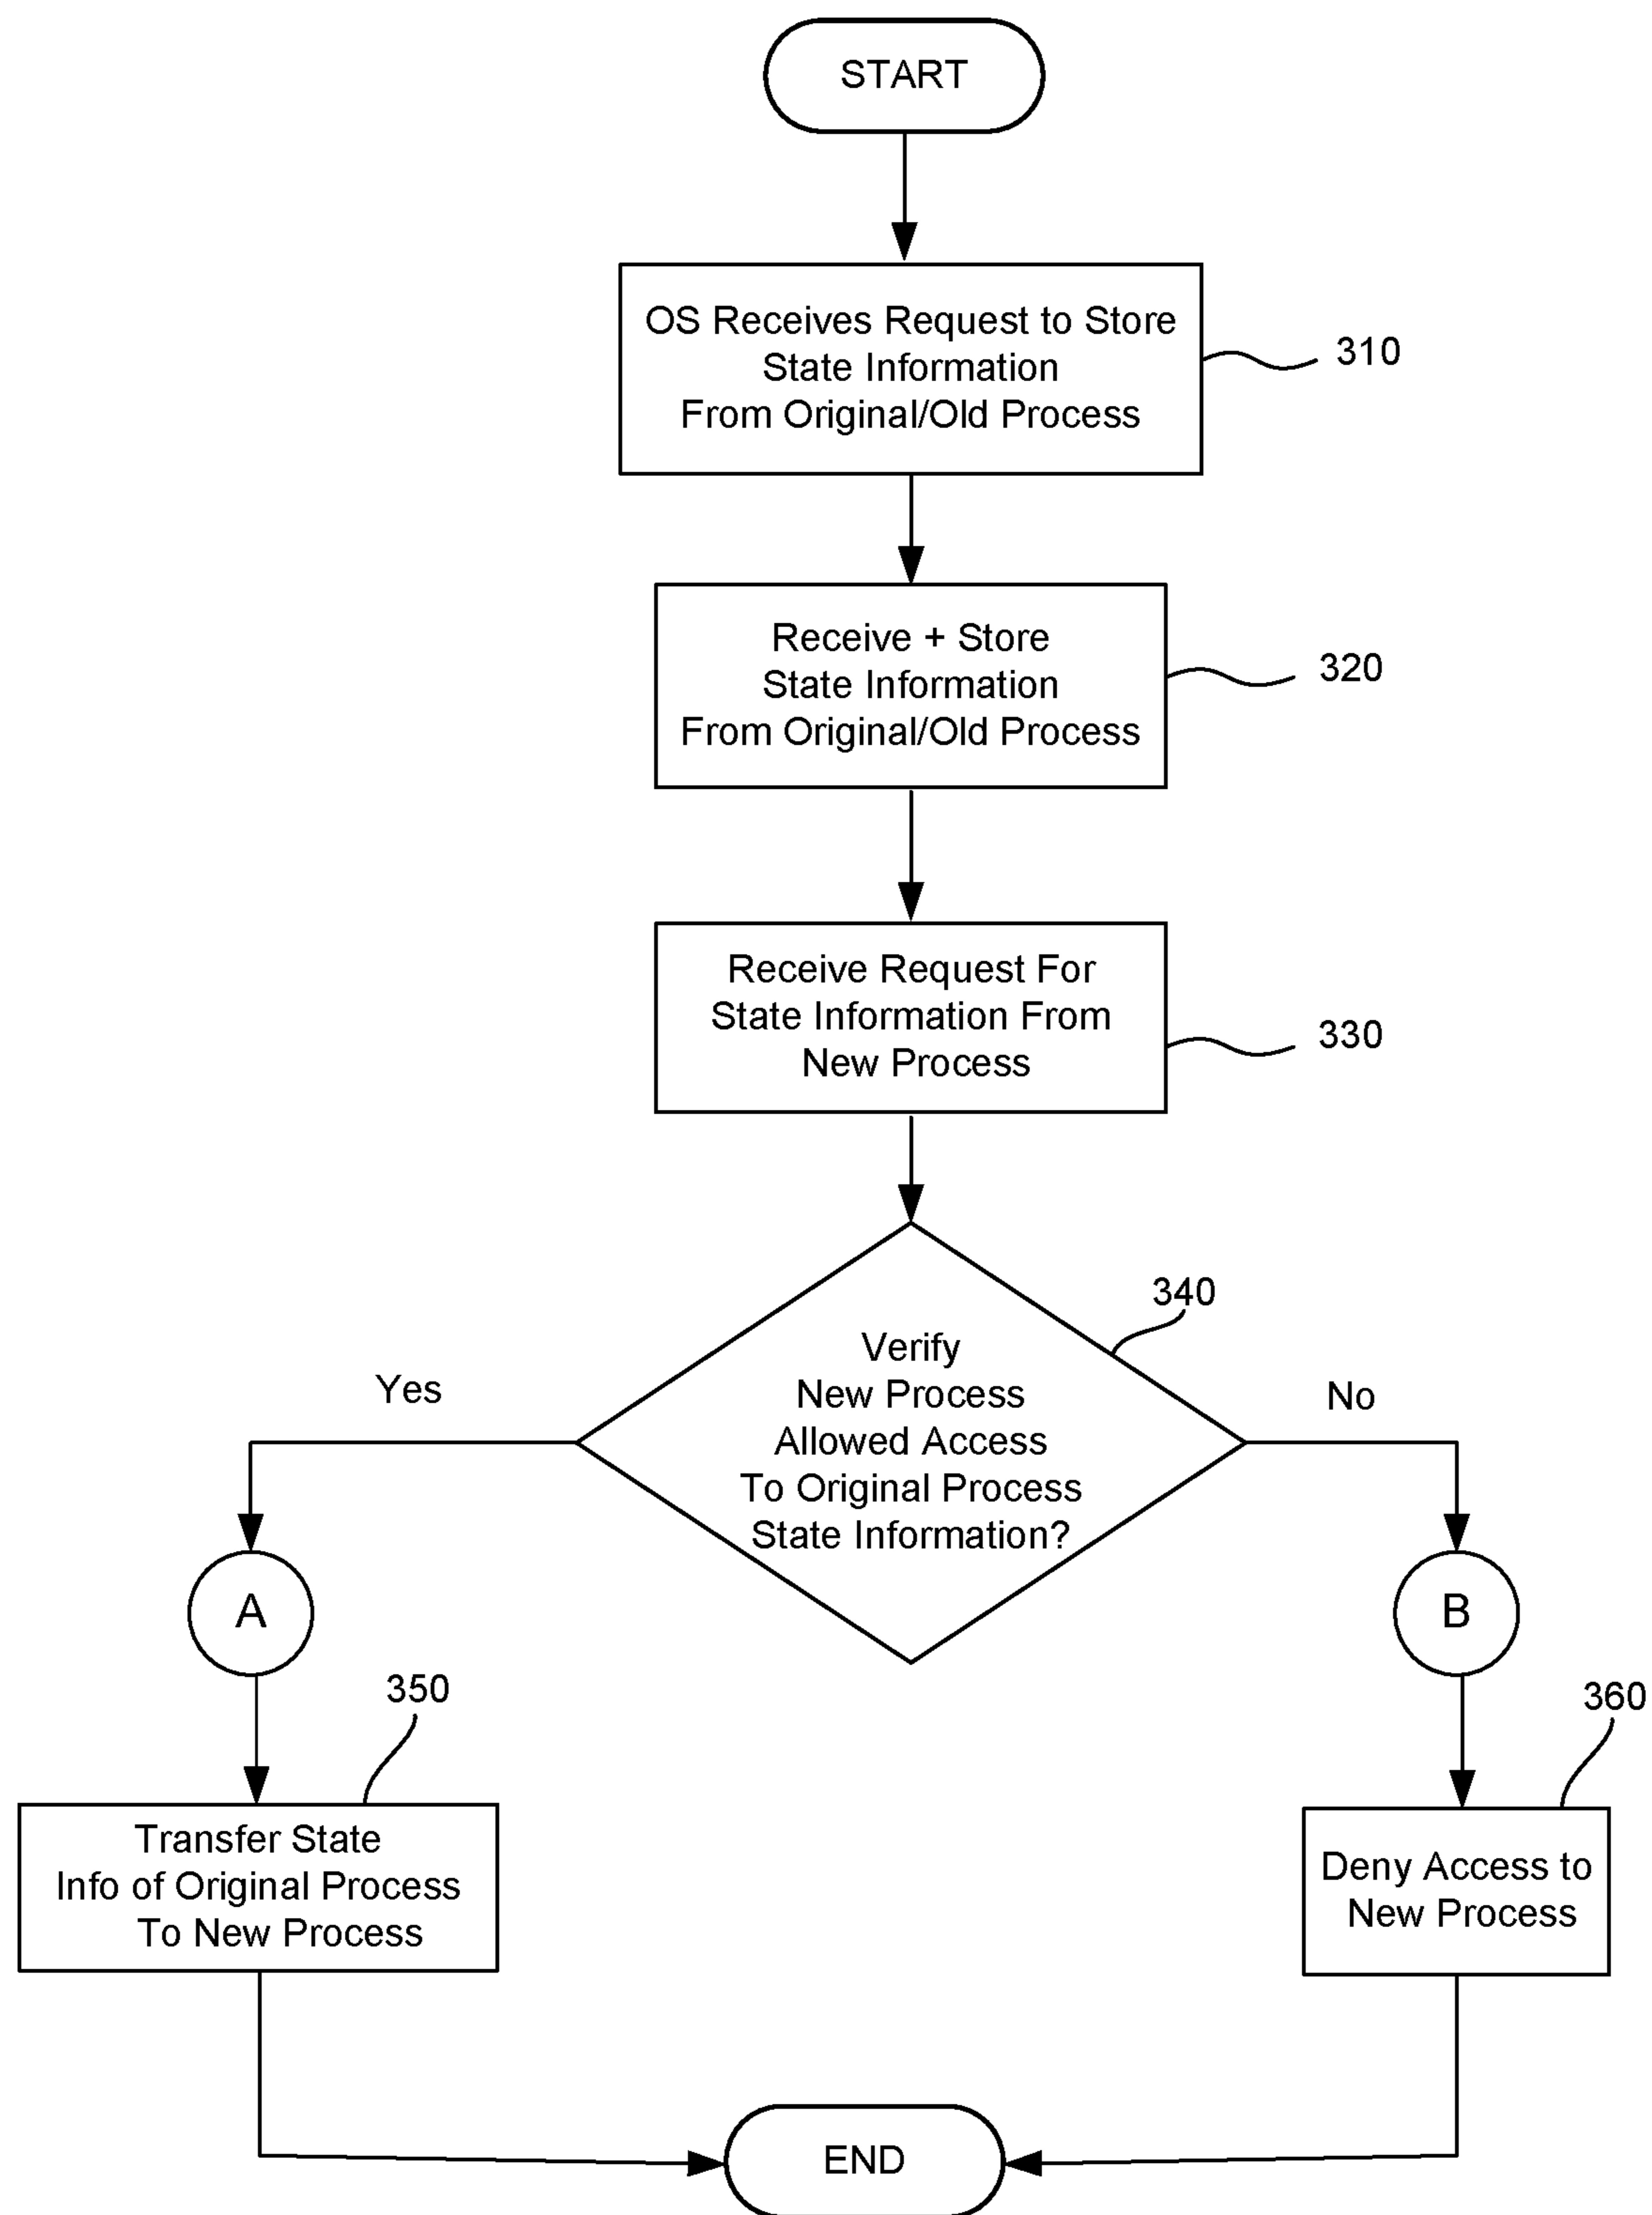 START
OS Receives Request to Store
State Information
From Original/Old Process
310
Receive + Store
State Information
From Original/Old Process
320
Receive Request For
State Information From
New Process
330
340
Verify
New Process
Allowed Access
To Original Process
State Information?
Yes
No
A
B
350
360
Transfer State
Info of Original Process
To New Process
Deny Access to
New Process
END